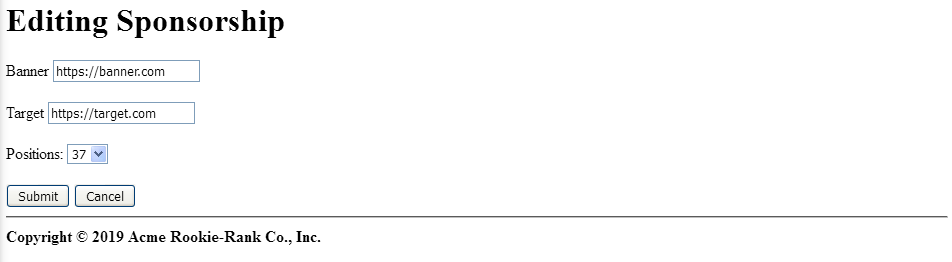 Editing Sponsorship
Banner https://banner.com
Target https://target.com
Positions: 37
Submit Cancel
Copyright © 2019 Acme Rookie-Rank Co., Inc.